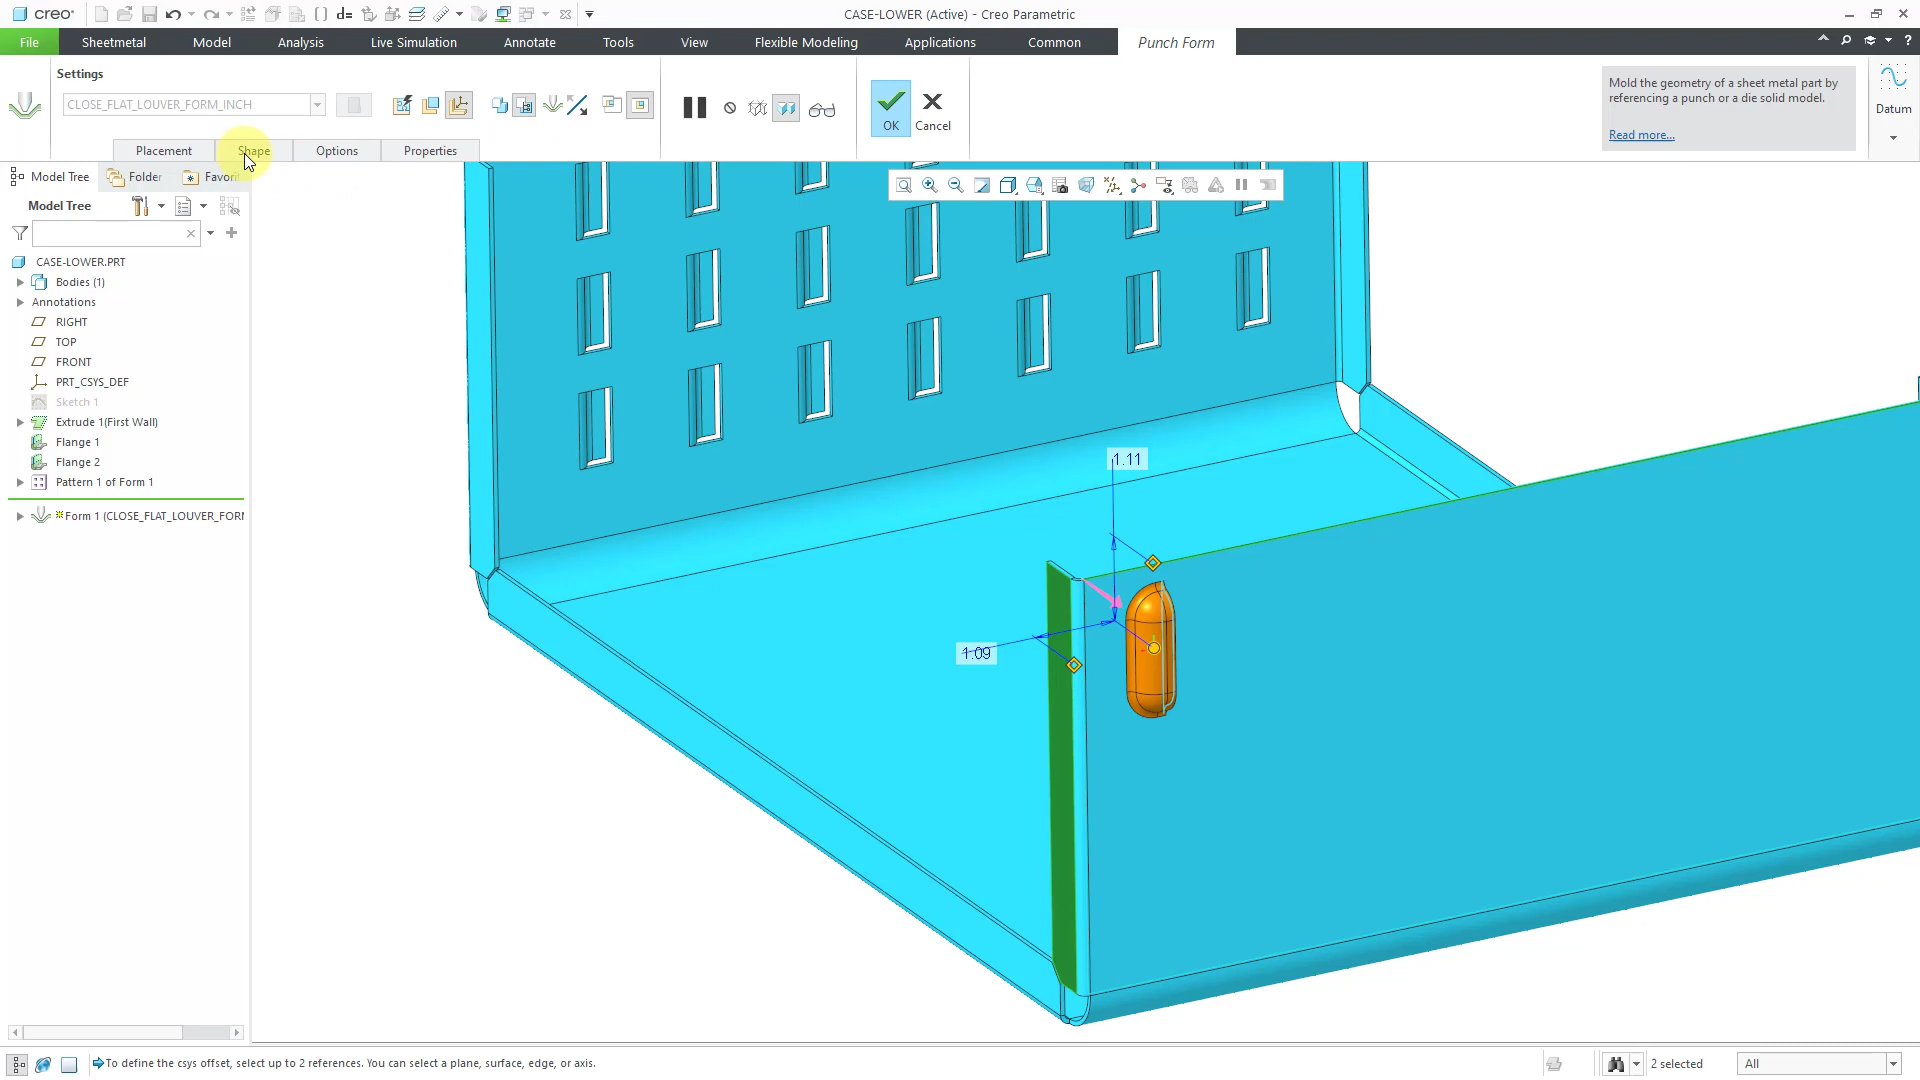 creo
d=
CASE-LOWER (Active) - Creo Parametric
File
Sheetmetal
Model
Analysis
Live Simulation
Annotate
Tools
View
Flexible Modeling
Applications
Common
Punch Form
?
Settings
CLOSE_FLAT_LOUVER_FORM_INCH
OK
Cancel
Mold the geometry of a sheet metal part by
referencing a punch or a die solid model.
Read more...
Datum
Placement
Shape
Options
Properties
Model Tree
Folder
Favori
Model Tree
CASE-LOWER.PRT
Bodies (1)
Annotations
RIGHT
TOP
FRONT
PRT_CSYS_DEF
Sketch 1
Extrude 1(First Wall)
Flange 1
Flange 2
Pattern 1 of Form 1
Form 1 (CLOSE_FLAT_LOUVER_FORM
1.11
1.09
To define the csys offset, select up to 2 references. You can select a plane, surface, edge, or axis.
2 selected
All